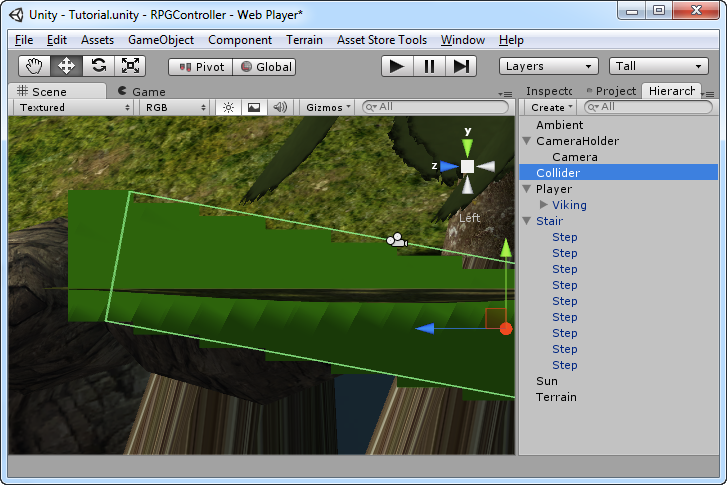 Unity - Tutorial.unity - RPGController - Web Player*
File Edit Assets GameObject Component Terrain Asset Store Tools Window Help
Pivot Global Layers Tall
Scene Game Inspecto Project Hierarch
Textured RGB Gizmos All Create All
Ambient
CameraHolder
Camera
Collider
Player
Viking
Stair
Step
Step
Step
Step
Step
Step
Step
Step
Step
Sun
Terrain
y
z
Left